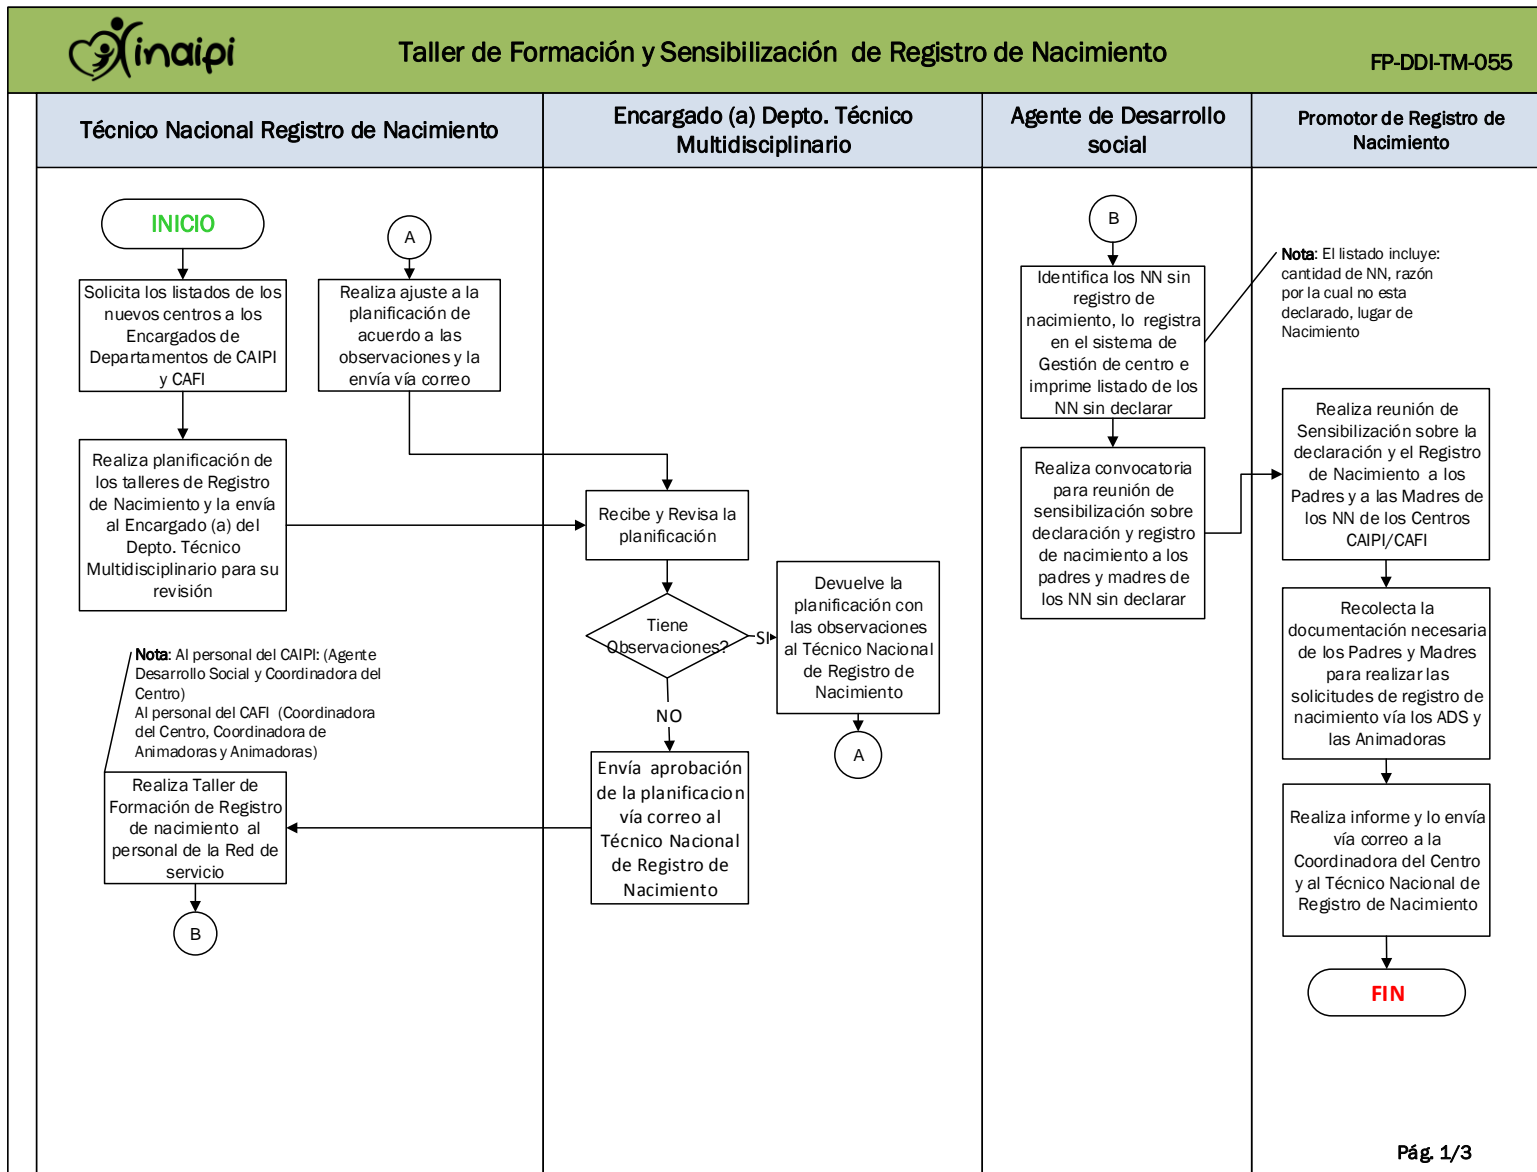 inaipi
Taller de Formación y Sensibilización de Registro de Nacimiento
FP-DDI-TM-055
Técnico Nacional Registro de Nacimiento
Encargado (a) Depto. Técnico
Multidisciplinario
Agente de Desarrollo
social
Promotor de Registro de
Nacimiento
INICIO
Solicita los listados de los
nuevos centros a los
Encargados de
Departamentos de CAIPI
y CAFI
Realiza planificación de
los talleres de Registro
de Nacimiento y la envía
al Encargado (a) del
Depto. Técnico
Multidisciplinario para su
revisión
A
Realiza ajuste a la
planificación de
acuerdo a las
observaciones y la
envía vía correo
Nota: Al personal del CAIPI: (Agente
Desarrollo Social y Coordinadora del
Centro)
Al personal del CAFI (Coordinadora
del Centro, Coordinadora de
Animadoras y Animadoras)
Realiza Taller de
Formación de Registro
de nacimiento al
personal de la Red de
servicio
B
Recibe y Revisa la
planificación
Tiene
Observaciones?
SI
NO
Devuelve la
planificación con
las observaciones
al Técnico Nacional
de Registro de
Nacimiento
A
Envía aprobación
de la planificacion
vía correo al
Técnico Nacional
de Registro de
Nacimiento
B
Identifica los NN sin
registro de
nacimiento, lo registra
en el sistema de
Gestión de centro e
imprime listado de los
NN sin declarar
Realiza convocatoria
para reunión de
sensibilización sobre
declaración y registro
de nacimiento a los
padres y madres de
los NN sin declarar
Nota: El listado incluye:
cantidad de NN, razón
por la cual no esta
declarado, lugar de
Nacimiento
Realiza reunión de
Sensibilización sobre la
declaración y el Registro
de Nacimiento a los
Padres y a las Madres de
los NN de los Centros
CAIPI/CAFI
Recolecta la
documentación necesaria
de los Padres y Madres
para realizar las
solicitudes de registro de
nacimiento vía los ADS y
las Animadoras
Realiza informe y lo envía
vía correo a la
Coordinadora del Centro
y al Técnico Nacional de
Registro de Nacimiento
FIN
Pág. 1/3